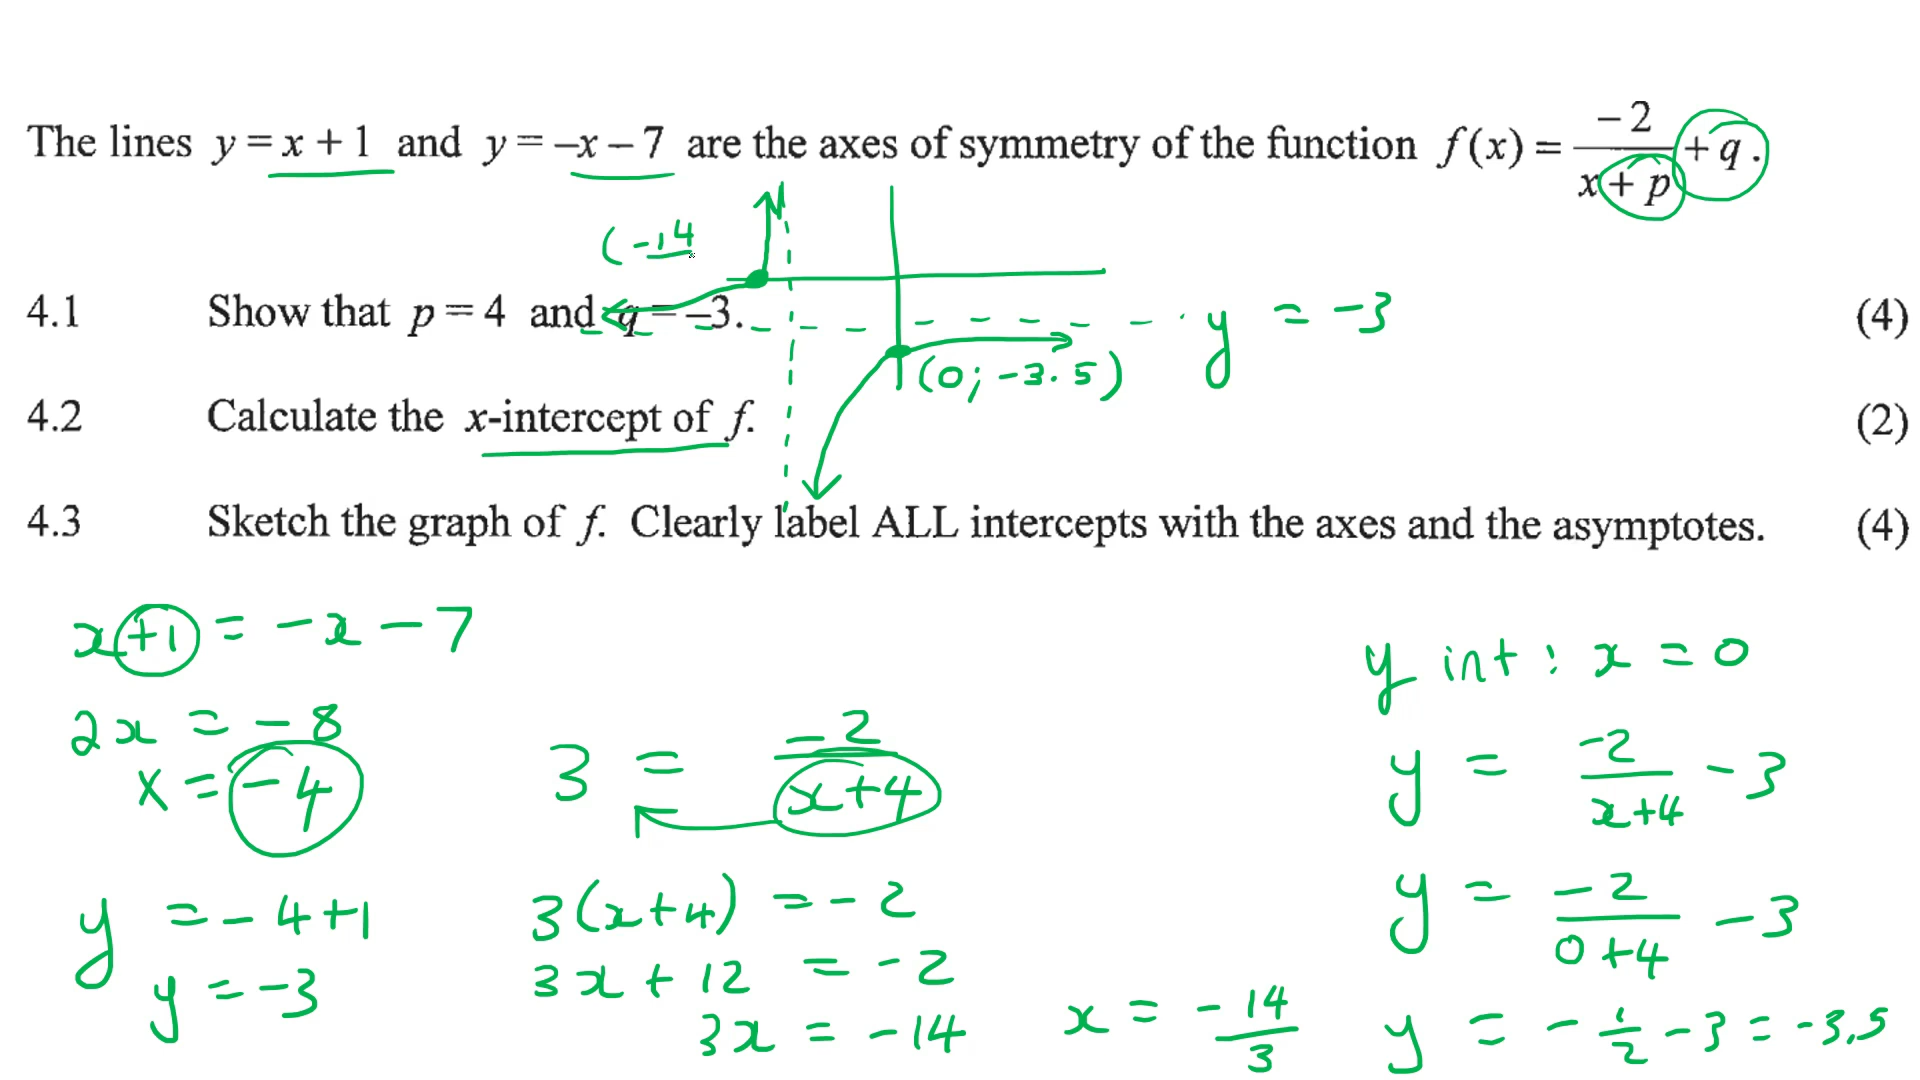 The lines y = x + 1 and y = –x – 7 are the axes of symmetry of the function f(x) = -2/(x + p) + q .
(-14
4.1 Show that p = 4 and q = –3. (4)
y = -3
(0; -3.5)
4.2 Calculate the x-intercept of f. (2)
4.3 Sketch the graph of f. Clearly label ALL intercepts with the axes and the asymptotes. (4)
x+1 = -x - 7
2x = -8
x = -4
y = -4+1
y = -3
3 = -2/(x+4)
3(x+4) = -2
3x + 12 = -2
3x = -14
x = -14/3
y int : x = 0
y = -2/(x+4) - 3
y = -2/(0+4) - 3
y = -1/2 - 3 = -3,5